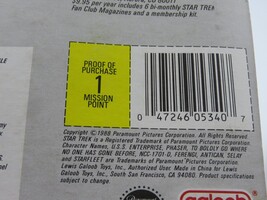 $9.95 per year includes 6 bi-monthly STAR TREK
Fan Club Magazines and a membership kit.
PROOF OF
PURCHASE
1
MISSION
POINT
0 47246 05340 7
Copyright © 1988 Paramount Pictures Corporation. All Rights Reserved.
STAR TREK is a Registered Trademark of Paramount Pictures Corporation.
Character Names, U.S.S. ENTERPRISE, PHASER, TO BOLDLY GO WHERE
NO ONE HAS GONE BEFORE, NCC-1701-D, FERENGI, ANTICAN, SELAY
and STARFLEET are Trademarks of Paramount Pictures Corporation.
Lewis Galoob Toys, Inc., Authorized User. Made in China for Lewis
Galoob Toys, Inc., South San Francisco, CA 94080. Product specifications
subject to change.
galoob